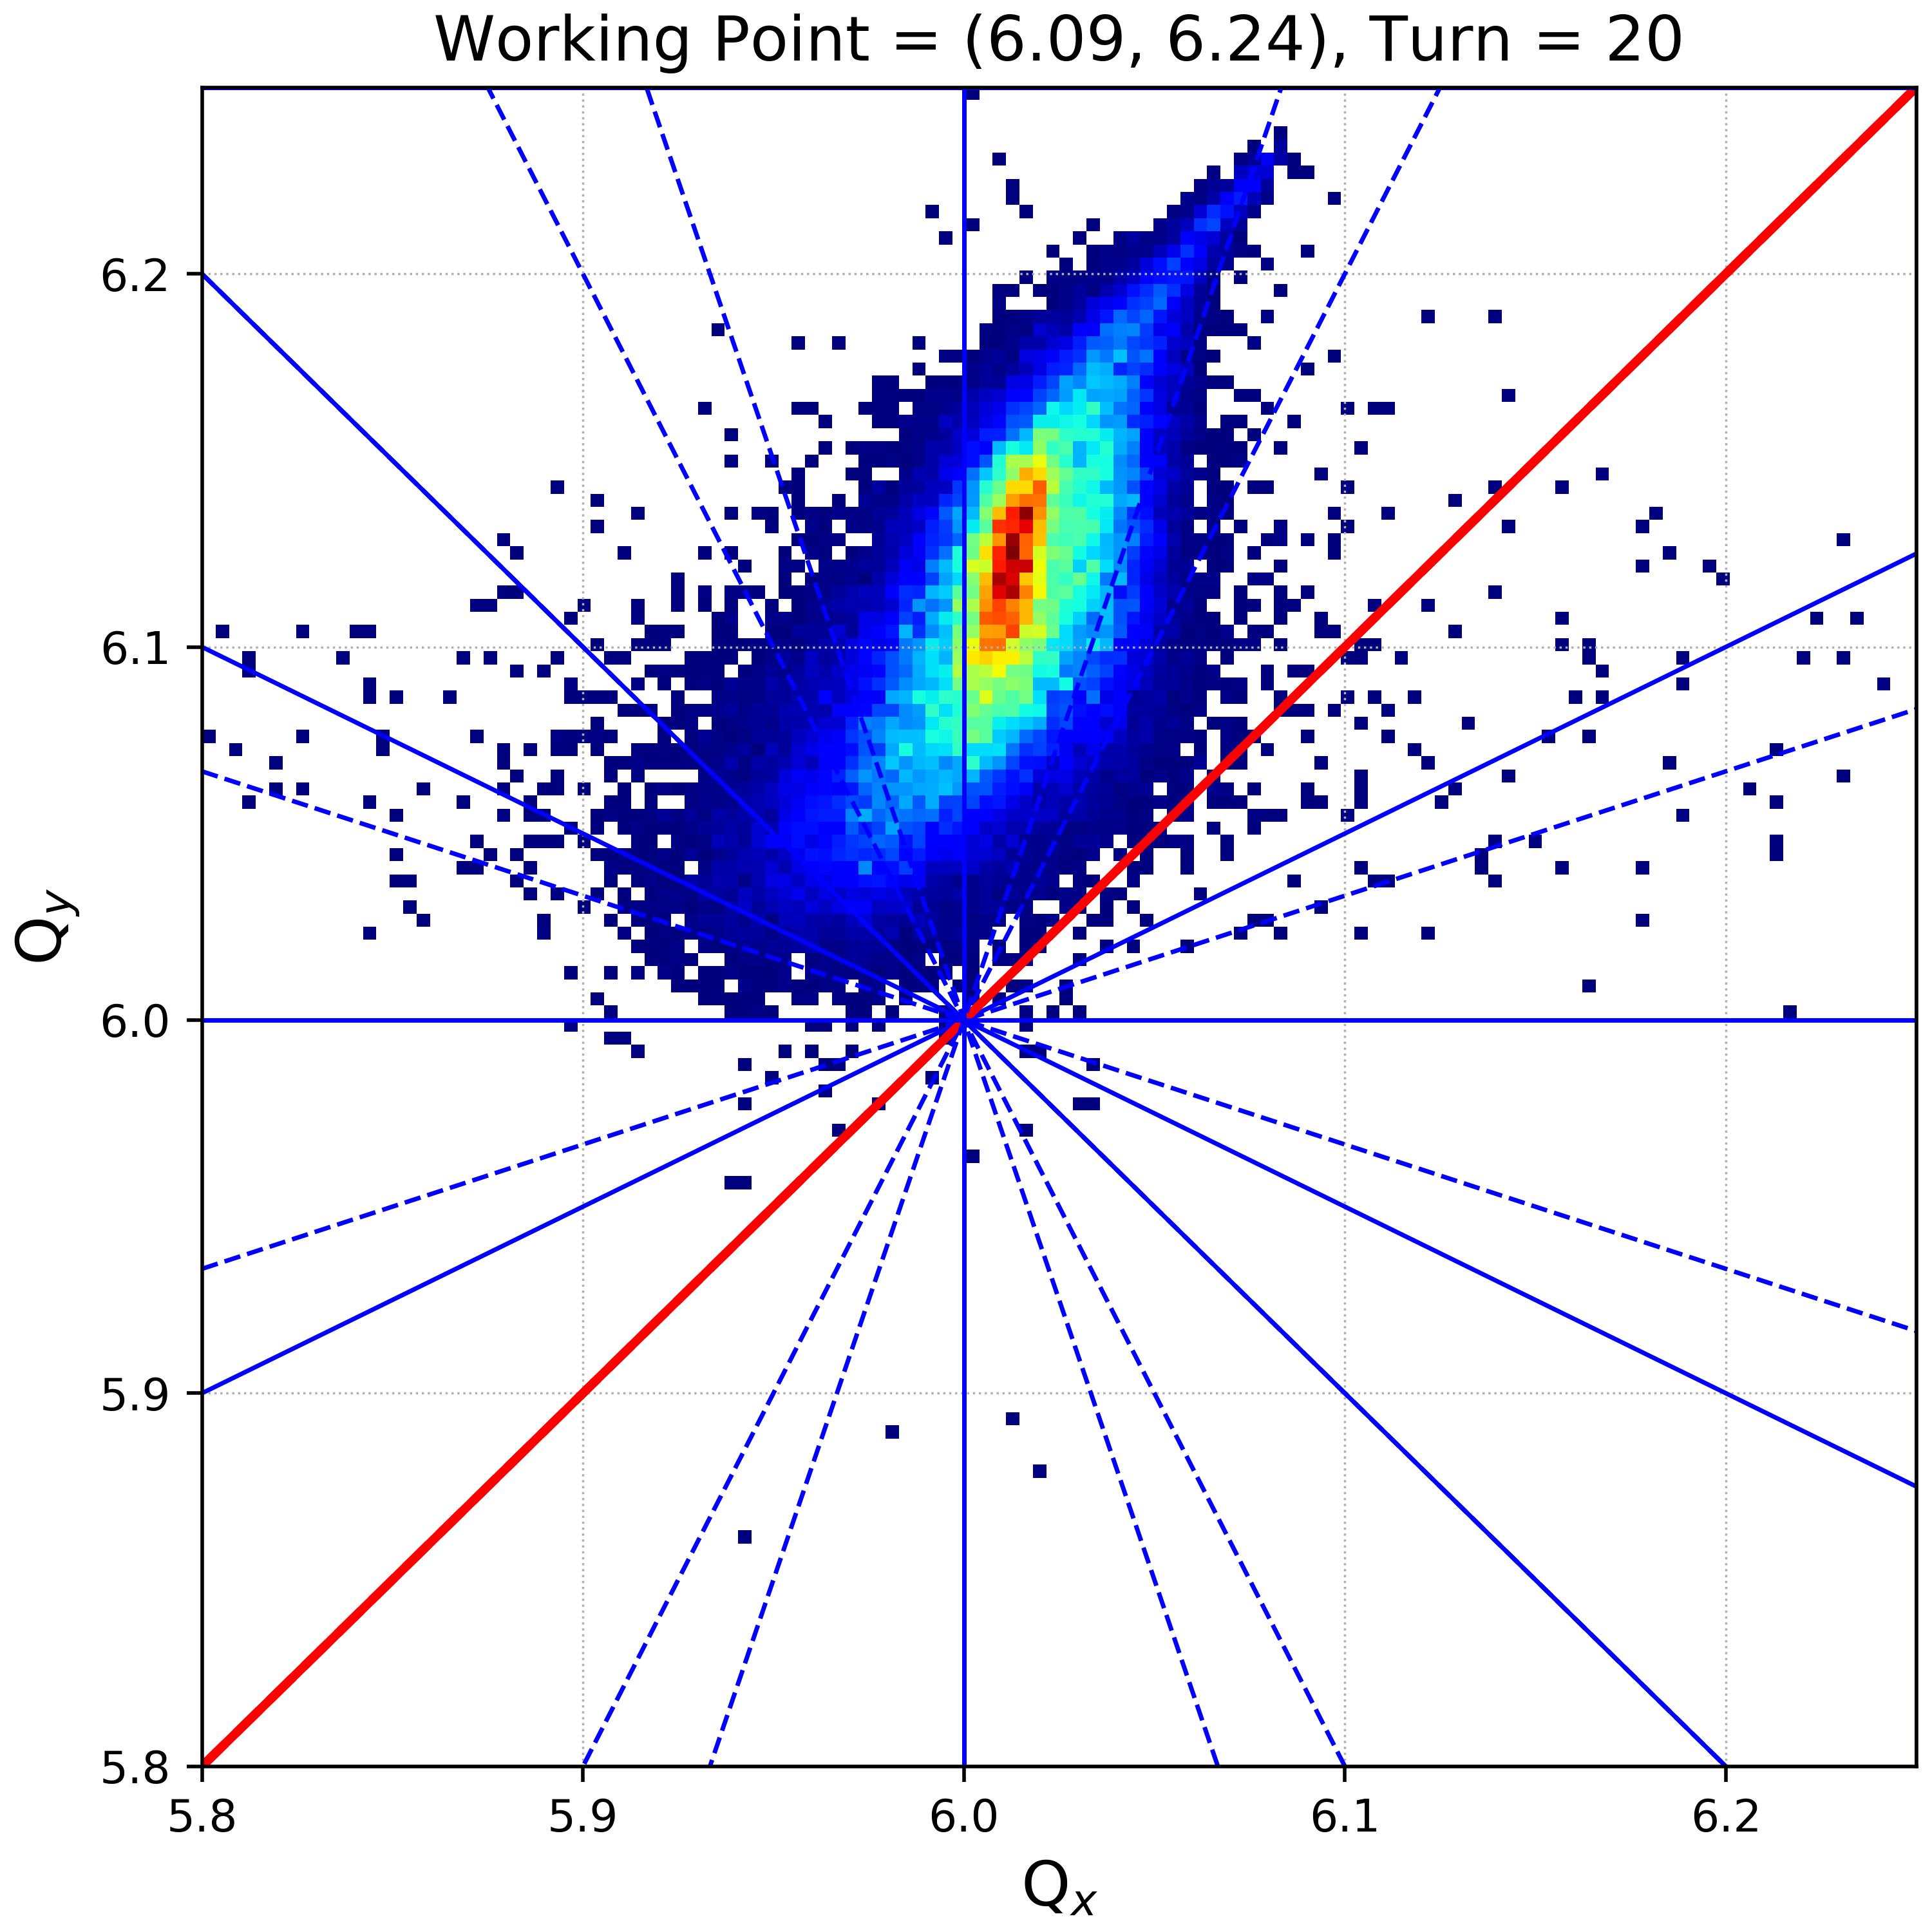 Working Point = (6.09, 6.24), Turn = 20
6.2
6.1
6.0
5.9
5.8
Qy
5.8 5.9 6.0 6.1 6.2
Qx